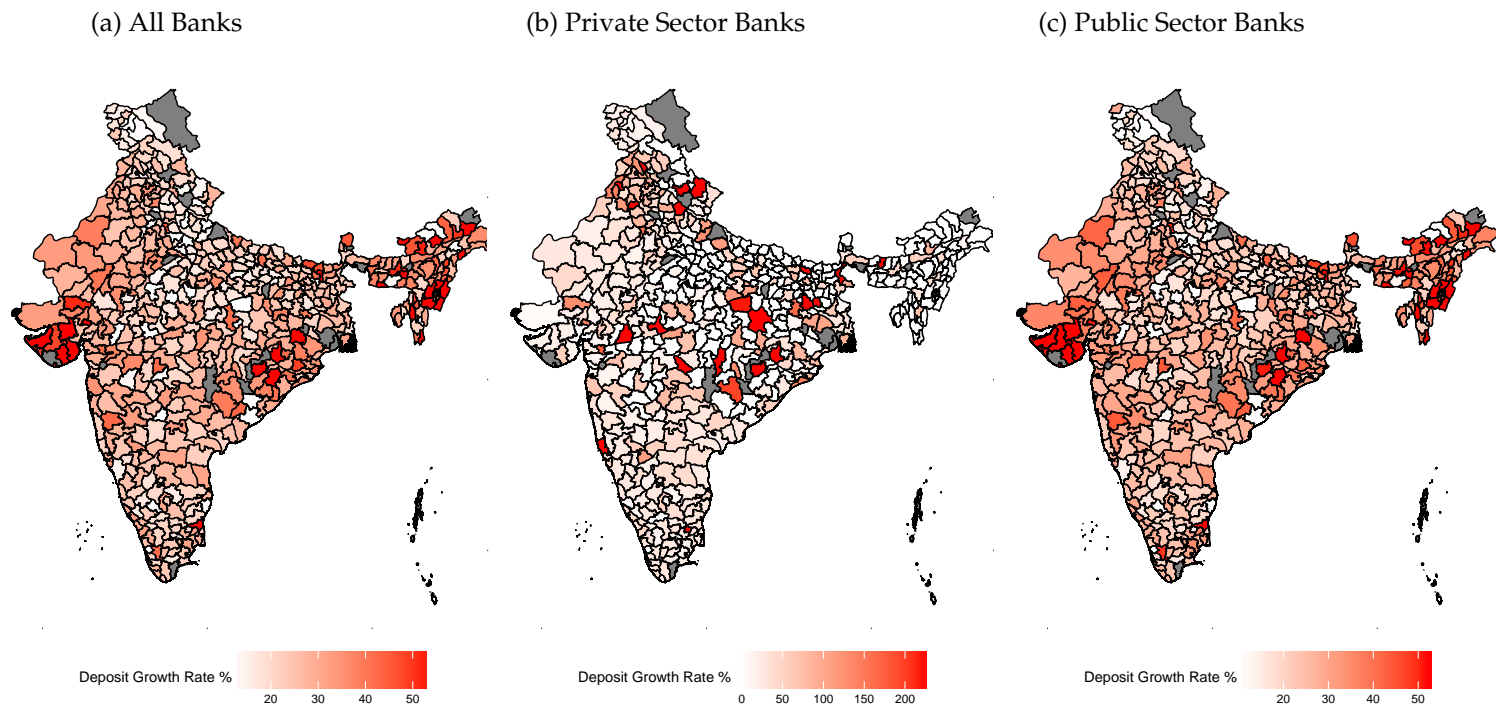 (a) All Banks
(b) Private Sector Banks
(c) Public Sector Banks
Deposit Growth Rate %
20 30 40 50
Deposit Growth Rate %
0 50 100 150 200
Deposit Growth Rate %
20 30 40 50